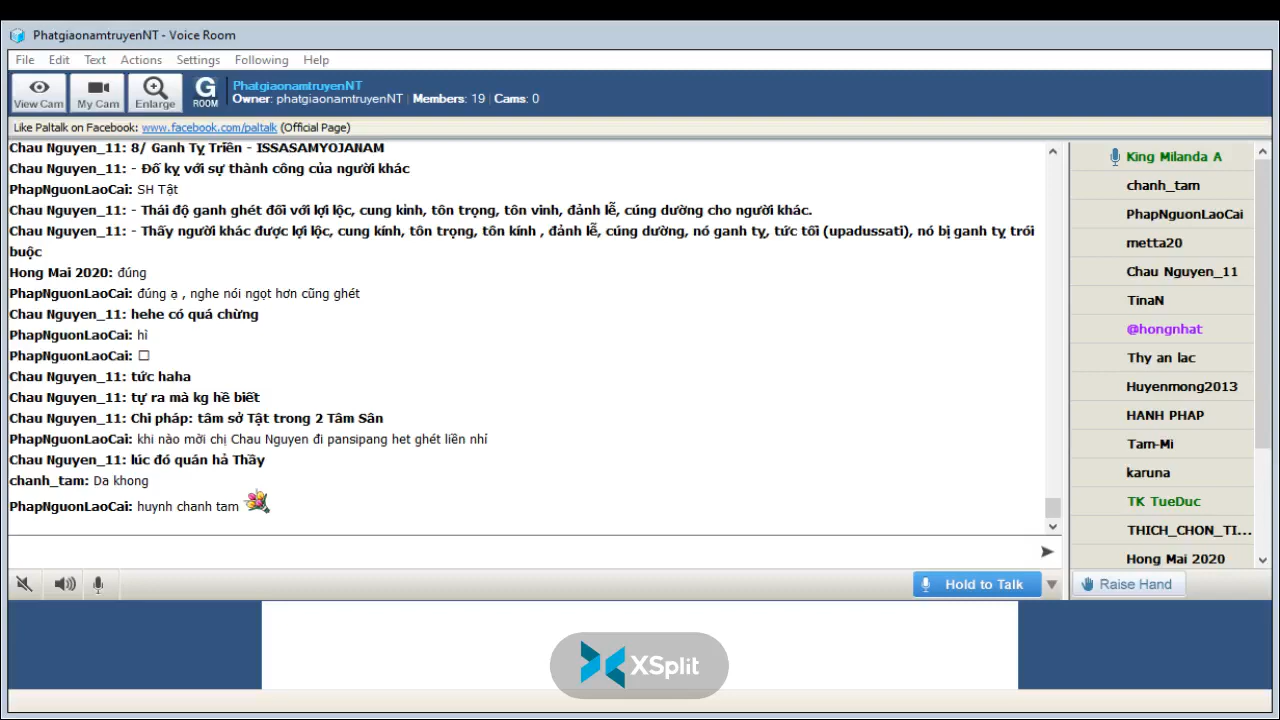 PhatgiaonamtruyenNT - Voice Room
File Edit Text Actions Settings Following Help
View Cam
My Cam
Enlarge
G
ROOM
PhatgiaonamtruyenNT
Owner: phatgiaonamtruyenNT | Members: 19 | Cams: 0
Like Paltalk on Facebook: www.facebook.com/paltalk (Official Page)
Chau Nguyen_11: 8/ Ganh Tỵ Triền - ISSASAMYOJANAM
Chau Nguyen_11: - Đố kỵ với sự thành công của người khác
PhapNguonLaoCai: SH Tật
Chau Nguyen_11: - Thái độ ganh ghét đối với lợi lộc, cung kỉnh, tôn trọng, tôn vinh, đảnh lễ, cúng dường cho người khác.
Chau Nguyen_11: - Thấy người khác được lợi lộc, cung kính, tôn trọng, tôn kính , đảnh lễ, cúng dường, nó ganh tỵ, tức tối (upadussati), nó bị ganh tỵ trói
buộc
Hong Mai 2020: đúng
PhapNguonLaoCai: đúng ạ , nghe nói ngọt hơn cũng ghét
Chau Nguyen_11: hehe có quá chừng
PhapNguonLaoCai: hỉ
PhapNguonLaoCai: □
Chau Nguyen_11: tức haha
Chau Nguyen_11: tự ra mà kg hề biết
Chau Nguyen_11: Chi pháp: tâm sở Tật trong 2 Tâm Sân
PhapNguonLaoCai: khi nào mời chị Chau Nguyen đi pansipang het ghét liền nhỉ
Chau Nguyen_11: lúc đó quán hả Thầy
chanh_tam: Da khong
PhapNguonLaoCai: huynh chanh tam
King Milanda A
chanh_tam
PhapNguonLaoCai
metta20
Chau Nguyen_11
TinaN
@hongnhat
Thy an lac
Huyenmong2013
HANH PHAP
Tam-Mi
karuna
TK TueDuc
THICH_CHON_TI...
Hong Mai 2020
Hold to Talk
Raise Hand
XSplit